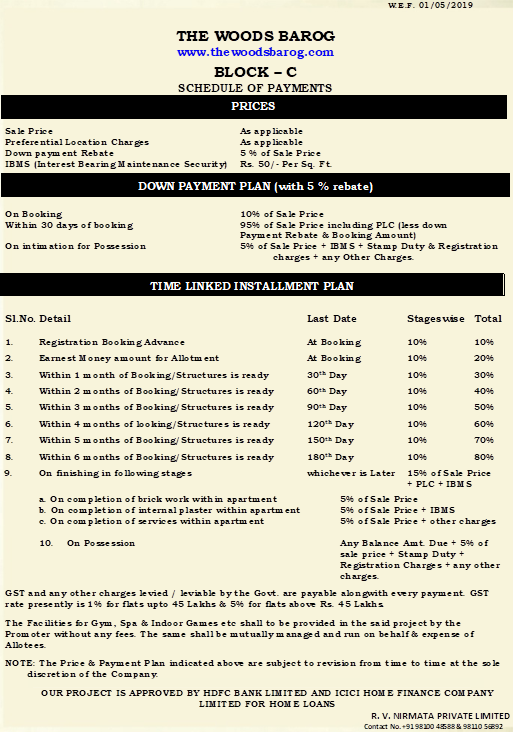 W.E.F. 01/05/2019
THE WOODS BAROG
www.thewoodsbarog.com
BLOCK – C
SCHEDULE OF PAYMENTS
PRICES
Sale Price As applicable
Preferential Location Charges As applicable
Down payment Rebate 5 % of Sale Price
IBMS (Interest Bearing Maintenance Security) Rs. 50/- Per Sq. Ft.
DOWN PAYMENT PLAN (with 5 % rebate)
On Booking 10% of Sale Price
Within 30 days of booking 95% of Sale Price including PLC (less down
Payment Rebate & Booking Amount)
On intimation for Possession 5% of Sale Price + IBMS + Stamp Duty & Registration
charges + any Other Charges.
TIME LINKED INSTALLMENT PLAN
Sl.No. Detail Last Date Stageswise Total
1. Registration Booking Advance At Booking 10% 10%
2. Earnest Money amount for Allotment At Booking 10% 20%
3. Within 1 month of Booking/Structures is ready 30th Day 10% 30%
4. Within 2 months of Booking/Structures is ready 60th Day 10% 40%
5. Within 3 months of Booking/Structures is ready 90th Day 10% 50%
6. Within 4 months of looking/Structures is ready 120th Day 10% 60%
7. Within 5 months of Booking/Structures is ready 150th Day 10% 70%
8. Within 6 months of Booking/Structures is ready 180th Day 10% 80%
9. On finishing in following stages whichever is Later 15% of Sale Price
+ PLC + IBMS
a. On completion of brick work within apartment 5% of Sale Price
b. On completion of internal plaster within apartment 5% of Sale Price + IBMS
c. On completion of services within apartment 5% of Sale Price + other charges
10. On Possession Any Balance Amt. Due + 5% of
sale price + Stamp Duty +
Registration Charges + any other
charges.
GST and any other charges levied / leviable by the Govt. are payable alongwith every payment. GST
rate presently is 1% for flats upto 45 Lakhs & 5% for flats above Rs. 45 Lakhs.
The Facilities for Gym, Spa & Indoor Games etc shall to be provided in the said project by the
Promoter without any fees. The same shall be mutually managed and run on behalf & expense of
Allotees.
NOTE: The Price & Payment Plan indicated above are subject to revision from time to time at the sole
discretion of the Company.
OUR PROJECT IS APPROVED BY HDFC BANK LIMITED AND ICICI HOME FINANCE COMPANY
LIMITED FOR HOME LOANS
R. V. NIRMATA PRIVATE LIMITED
Contact No. +91 98100 48588 & 98110 56892